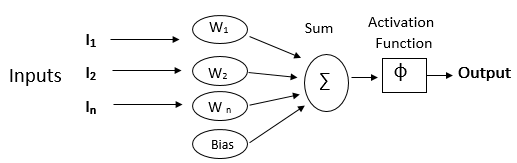 Inputs
I1
I2
In
W1
W2
W n
Bias
Sum
∑
Activation
Function
ϕ
Output